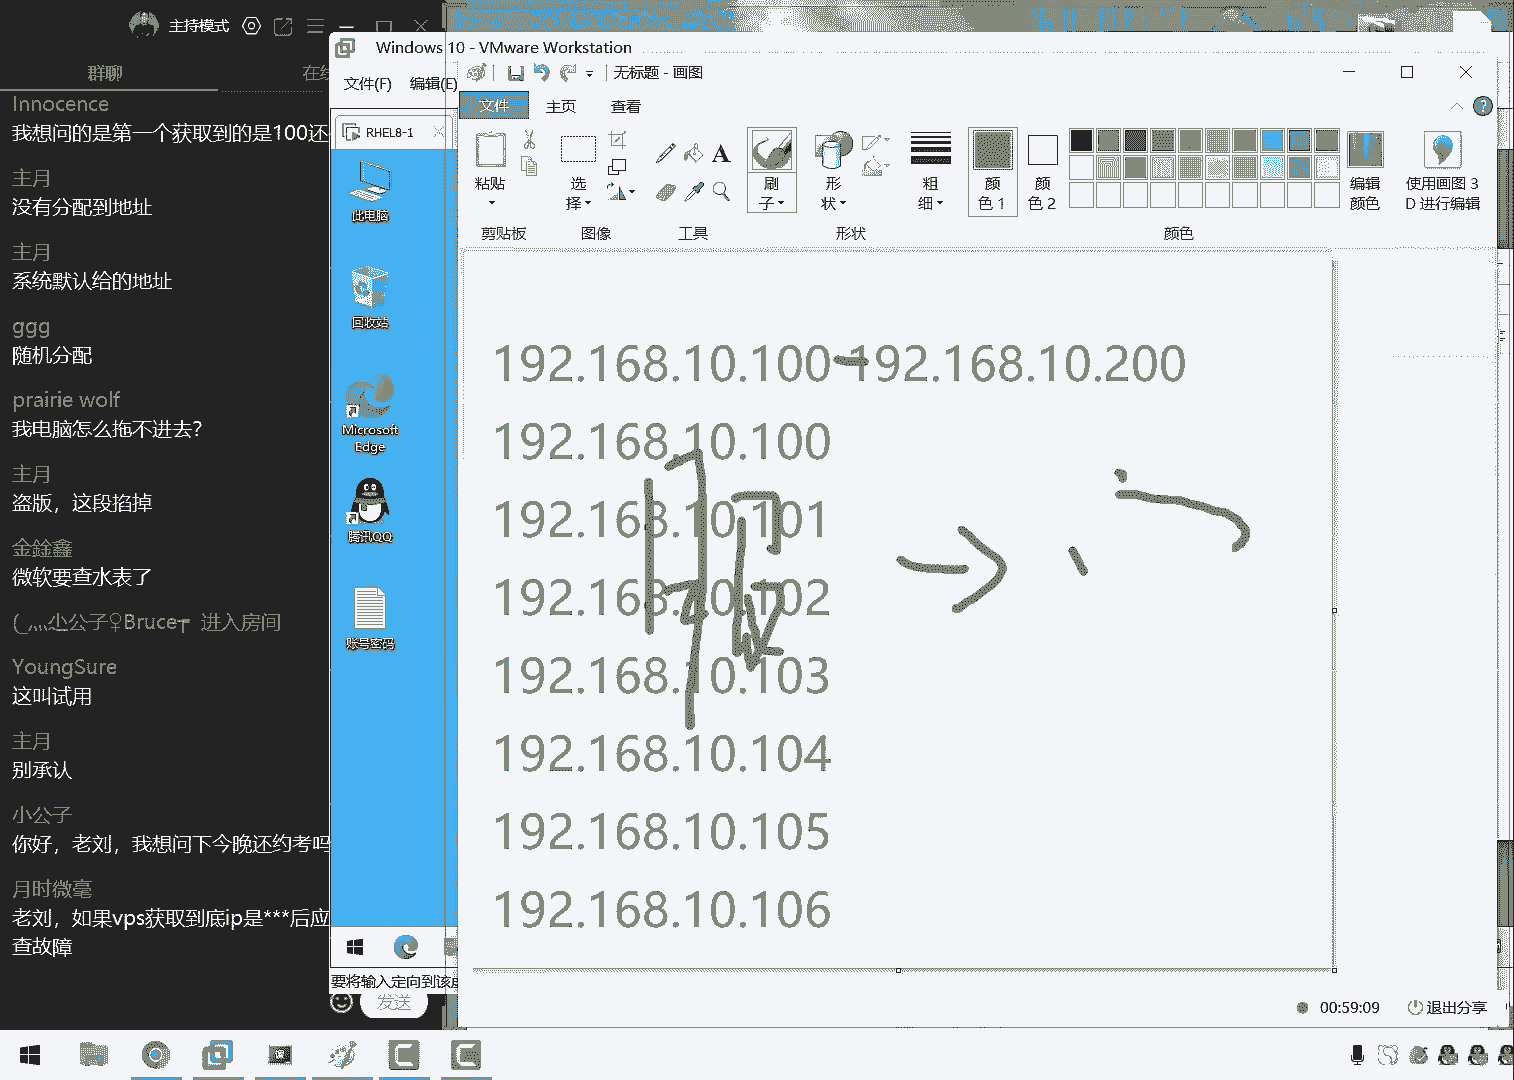 主持模式
群聊
在线
Innocence
我想问的是第一个获取到的是100还
主月
没有分配到地址
主月
系统默认给的地址
ggg
随机分配
prairie wolf
我电脑怎么拖不进去？
主月
盗版，这段掐掉
金鍂鑫
微软要查水表了
小公子♀Bruce 进入房间
YoungSure
这叫试用
主月
别承认
小公子
你好，老刘，我想问下今晚还约考吗
月时微毫
老刘，如果vps获取到底ip是***后应
查故障
发送
Windows 10 - VMware Workstation
文件(F) 编辑(E)
RHEL8-1
此电脑
回收站
Microsoft
Edge
腾讯QQ
账号密码
要将输入定向到该虚
无标题 - 画图
文件 主页 查看
粘贴
选
择
A
刷
子
形
状
粗
细
颜
色 1
颜
色 2
编辑
颜色
使用画图 3
D 进行编辑
剪贴板 图像 工具 形状 颜色
192.168.10.100-192.168.10.200
192.168.10.100
192.168.10.101
192.168.10.102
192.168.10.103
192.168.10.104
192.168.10.105
192.168.10.106
00:59:09 退出分享